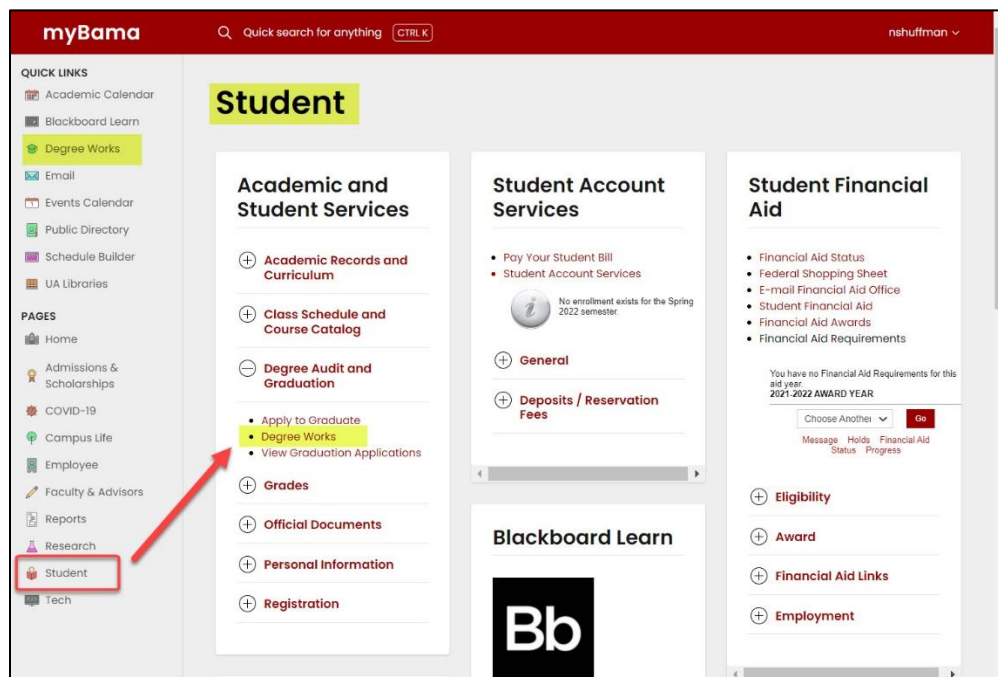 myBama
Quick search for anything CTRL K
nshuffman
QUICK LINKS
Academic Calendar
Blackboard Learn
Degree Works
Email
Events Calendar
Public Directory
Schedule Builder
UA Libraries
PAGES
Home
Admissions &
Scholarships
COVID-19
Campus Life
Employee
Faculty & Advisors
Reports
Research
Student
Tech
Student
Academic and
Student Services
Academic Records and
Curriculum
Class Schedule and
Course Catalog
Degree Audit and
Graduation
Apply to Graduate
Degree Works
View Graduation Applications
Grades
Official Documents
Personal Information
Registration
Student Account
Services
Pay Your Student Bill
Student Account Services
No enrollment exists for the Spring
2022 semester.
General
Deposits / Reservation
Fees
Blackboard Learn
Bb
Student Financial
Aid
Financial Aid Status
Federal Shopping Sheet
E-mail Financial Aid Office
Student Financial Aid
Financial Aid Awards
Financial Aid Requirements
You have no Financial Aid Requirements for this
aid year.
2021-2022 AWARD YEAR
Choose Another Go
Message Holds Financial Aid
Status Progress
Eligibility
Award
Financial Aid Links
Employment